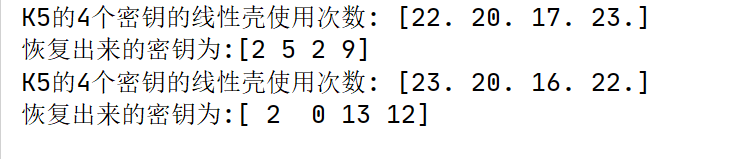 K5的4个密钥的线性壳使用次数: [22. 20. 17. 23.]
恢复出来的密钥为:[2 5 2 9]
K5的4个密钥的线性壳使用次数: [23. 20. 16. 22.]
恢复出来的密钥为:[ 2  0 13 12]